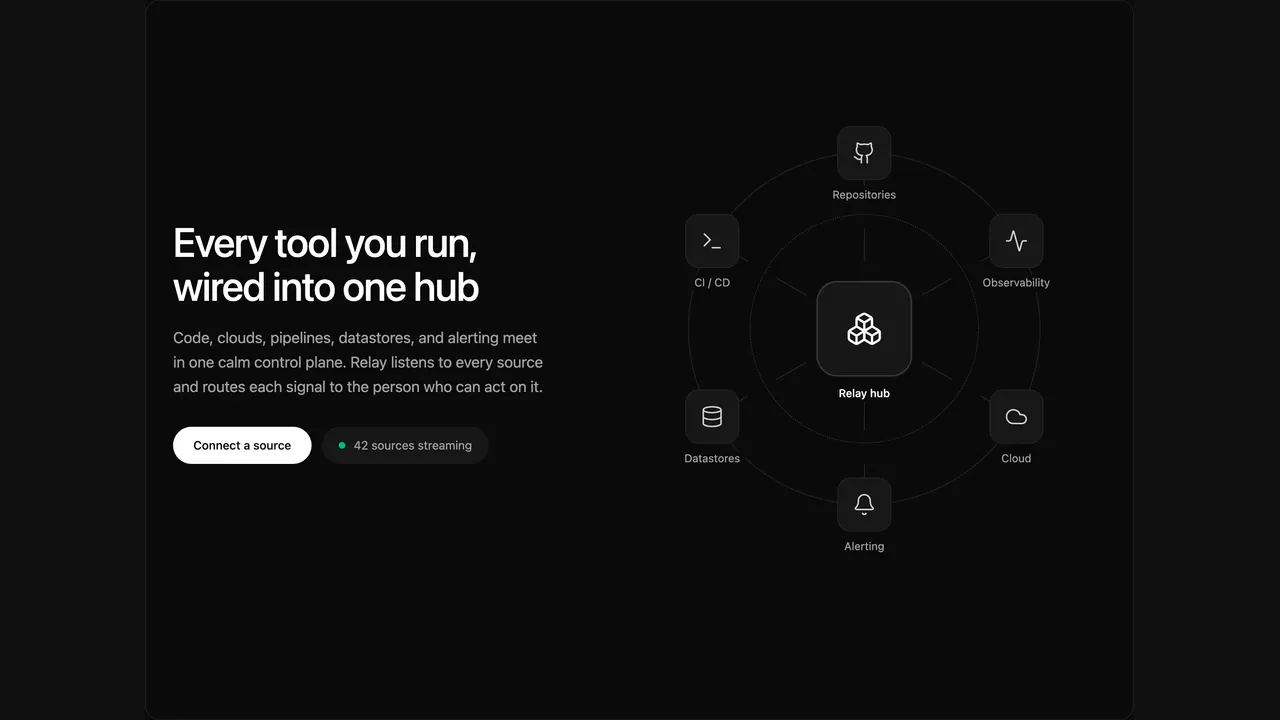 Every tool you run,
wired into one hub
Code, clouds, pipelines, datastores, and alerting meet
in one calm control plane. Relay listens to every source
and routes each signal to the person who can act on it.
Connect a source
42 sources streaming
Repositories
CI / CD
Observability
Relay hub
Datastores
Cloud
Alerting